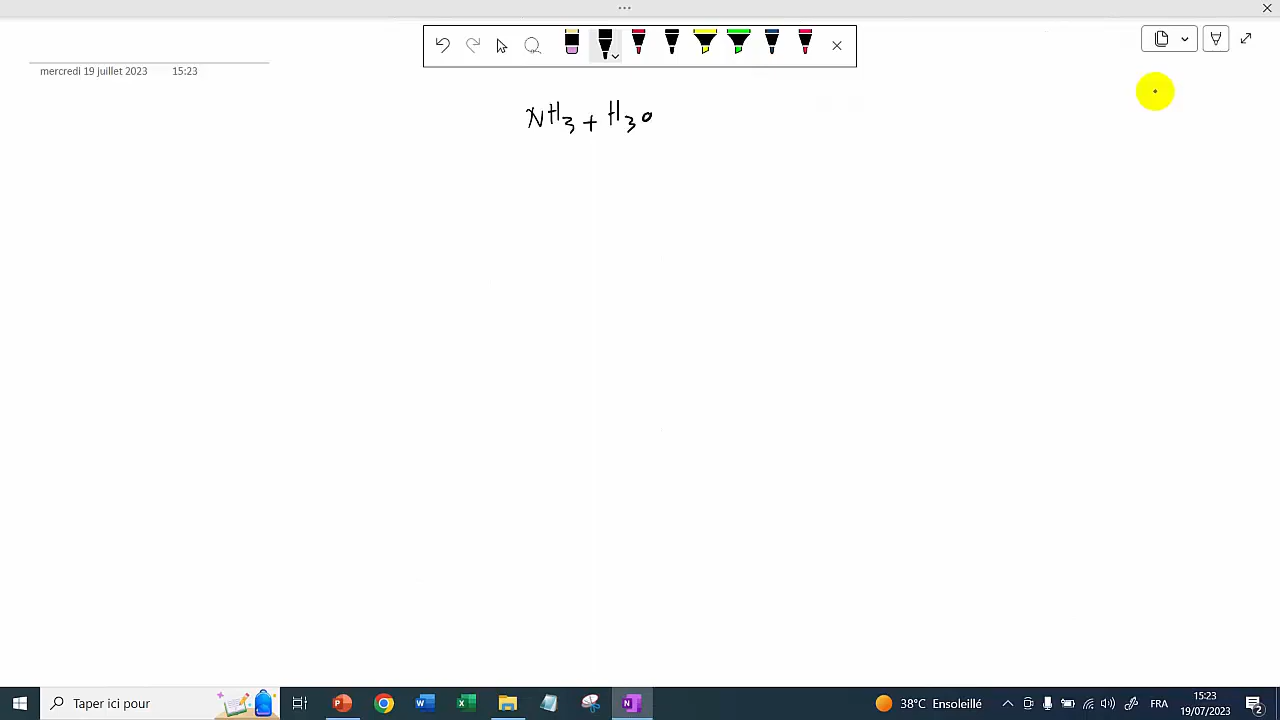 mercredi 19 juillet 2023 15:23
NH3 + H3O
Taper ici pour
38°C Ensoleillé
FRA
15:23
19/07/2023
2